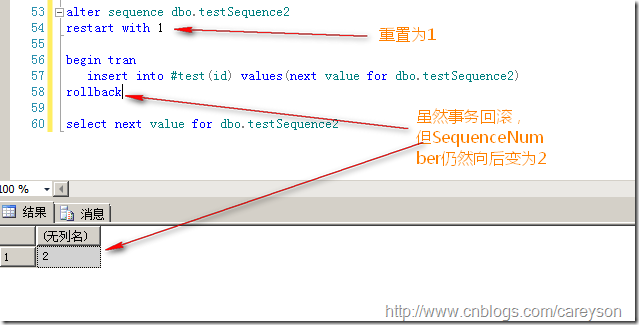 53 alter sequence dbo.testSequence2
54 restart with 1
55
56 begin tran
57 insert into #test(id) values(next value for dbo.testSequence2)
58 rollback
59
60 select next value for dbo.testSequence2
重置为1
虽然事务回滚，
但SequenceNum
ber仍然向后变为2
100 %
结果 消息
(无列名)
1 2
http://www.cnblogs.com/careyson